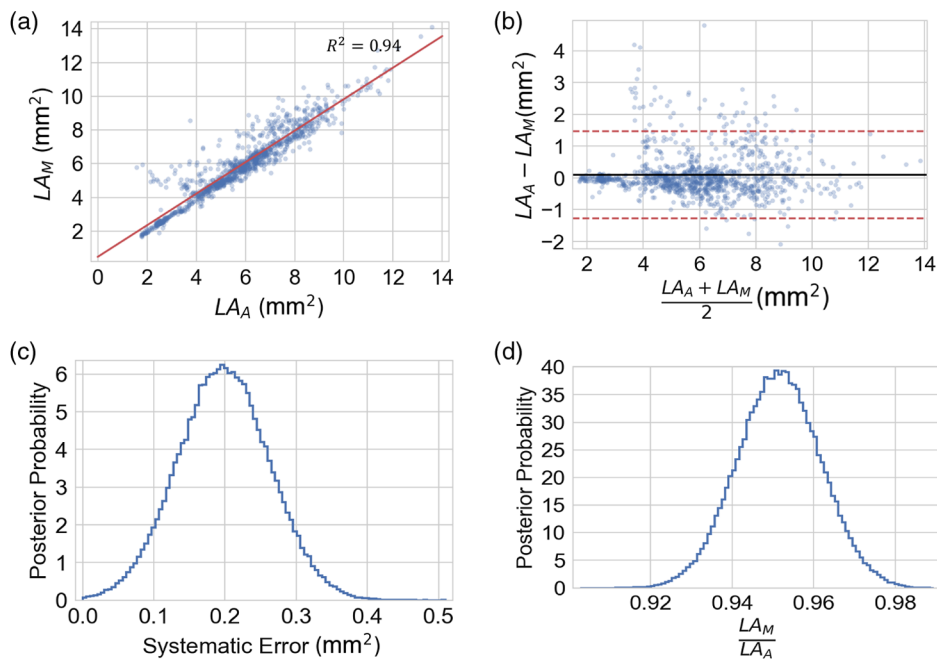 (a)
14
12
10
8
6
4
2
R² = 0.94
LA_M (mm²)
0 2 4 6 8 10 12 14
LA_A (mm²)
(b)
4
3
2
1
0
−1
−2
LA_A − LA_M(mm²)
2 4 6 8 10 12 14
LA_A + LA_M
2
(mm²)
(c)
6
5
4
3
2
1
0
Posterior Probability
0.0 0.1 0.2 0.3 0.4 0.5
Systematic Error (mm²)
(d)
40
35
30
25
20
15
10
5
0
Posterior Probability
0.92 0.94 0.96 0.98
LA_M
LA_A